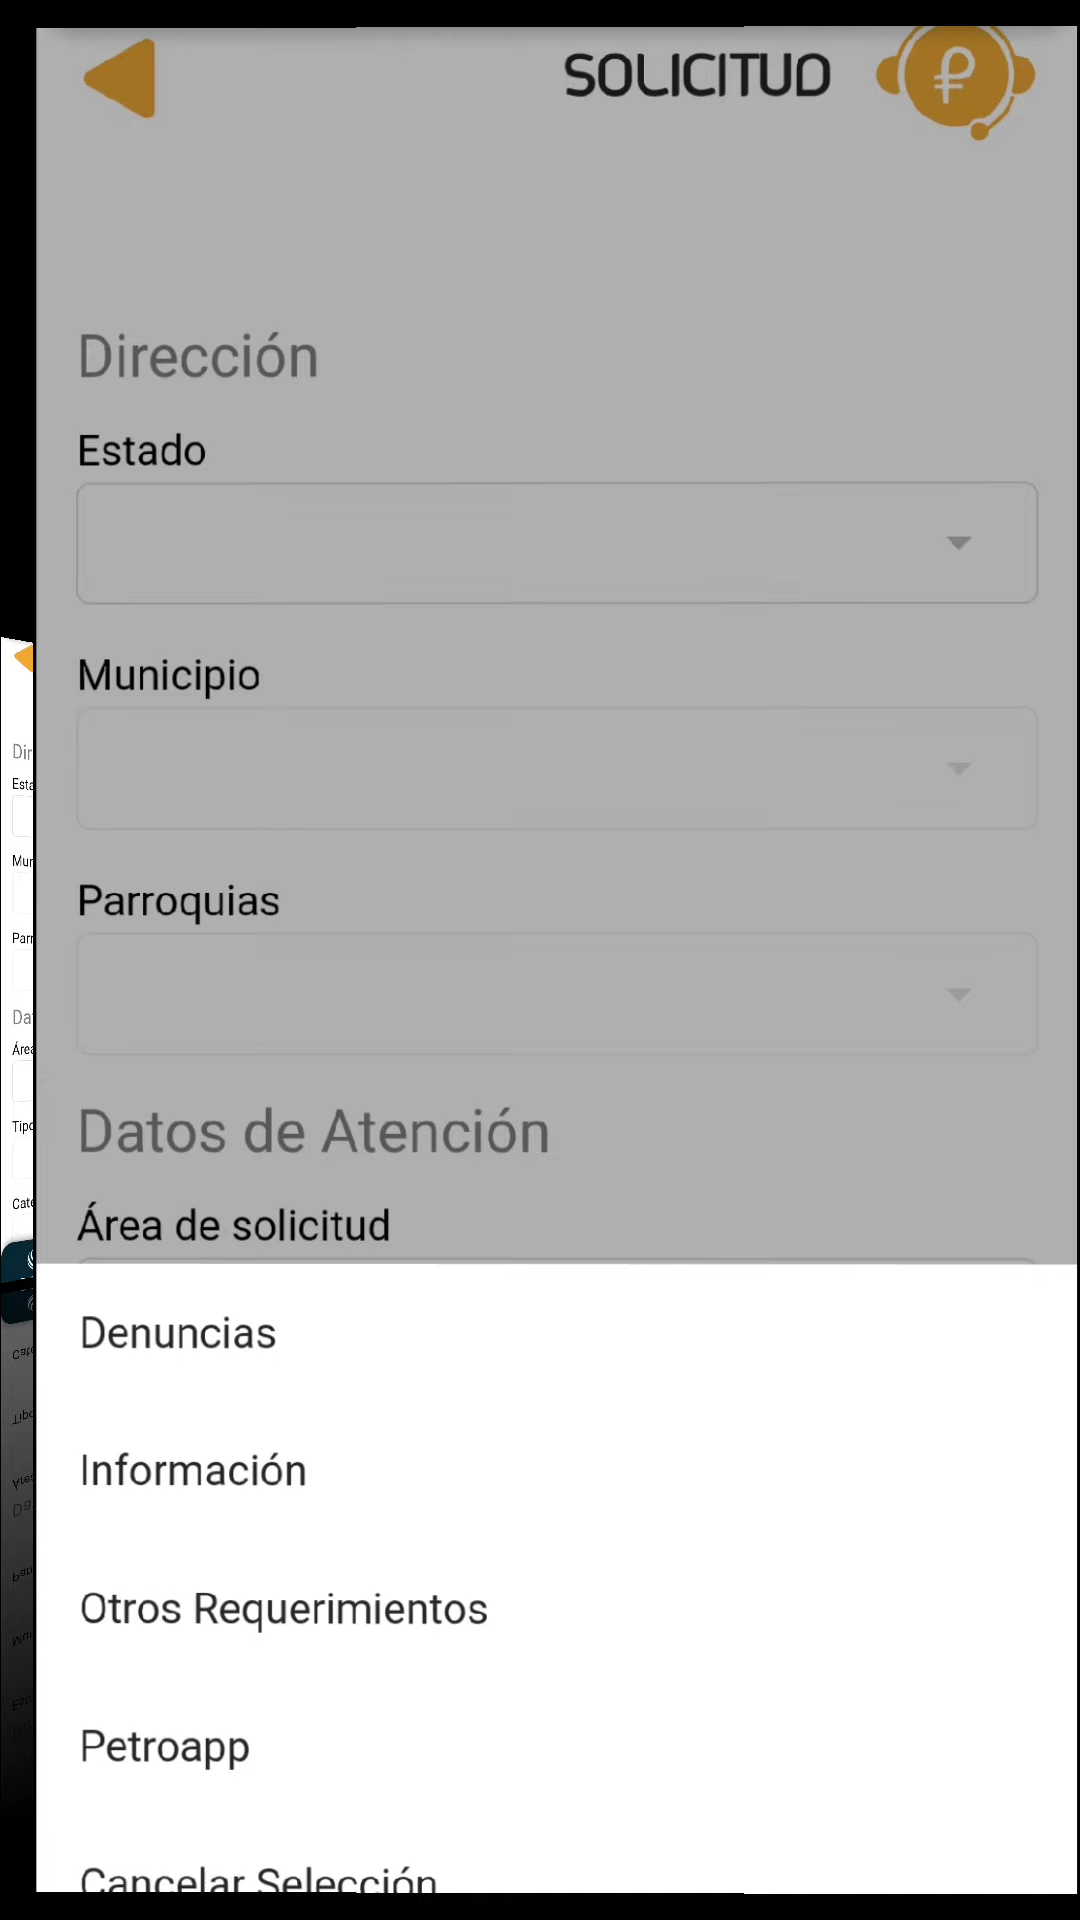 SOLICITUD
Dirección
Estado
Municipio
Parroquias
Datos de Atención
Área de solicitud
Denuncias
Información
Otros Requerimientos
Petroapp
Cancelar Selección